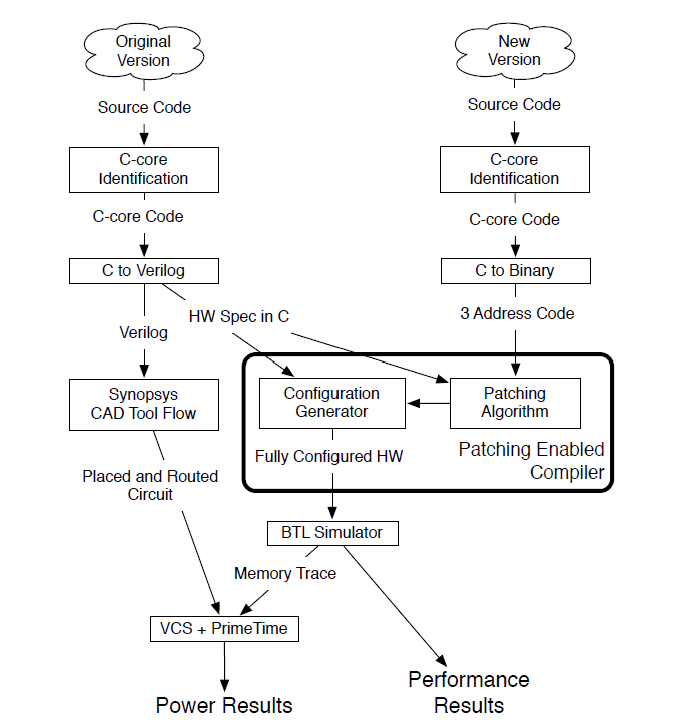 Original
Version
New
Version
Source Code
Source Code
C-core
Identification
C-core
Identification
C-core Code
C-core Code
C to Verilog
C to Binary
HW Spec in C
3 Address Code
Verilog
Synopsys
CAD Tool Flow
Configuration
Generator
Patching
Algorithm
Fully Configured HW
Patching Enabled
Compiler
Placed and Routed
Circuit
BTL Simulator
Memory Trace
VCS + PrimeTime
Power Results
Performance
Results